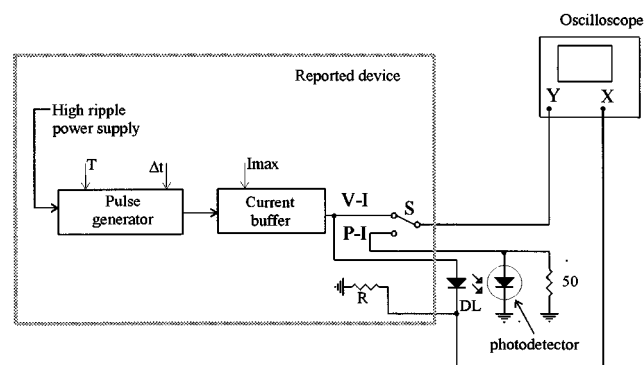 Oscilloscope
Reported device
Y X
High ripple
power supply
T Δt Imax
Pulse
generator
Current
buffer
V-I
S
P-I
R
DL
50
photodetector